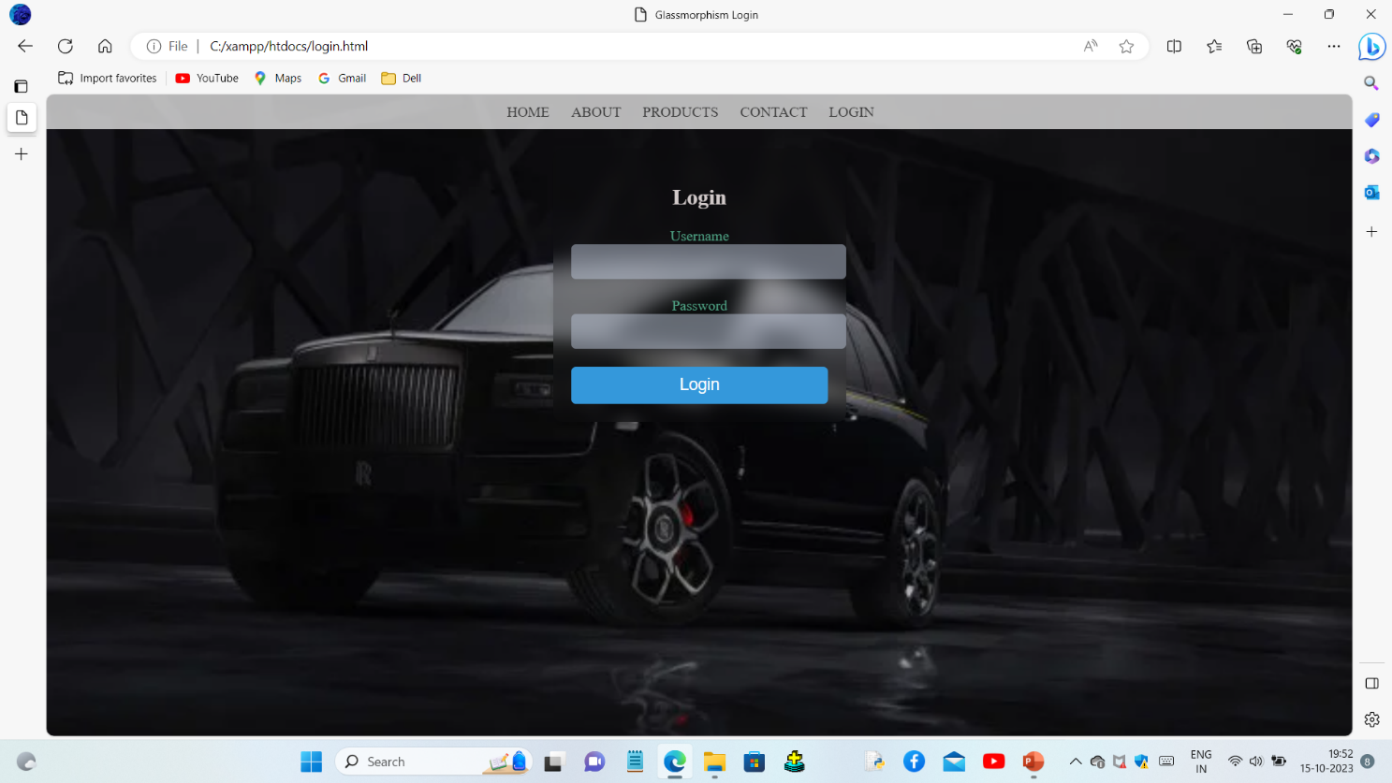 Glassmorphism Login
File | C:/xampp/htdocs/login.html
Import favorites YouTube Maps Gmail Dell
HOME ABOUT PRODUCTS CONTACT LOGIN
Login
Username
Password
Login
Search
ENG
IN
19:52
15-10-2023
8